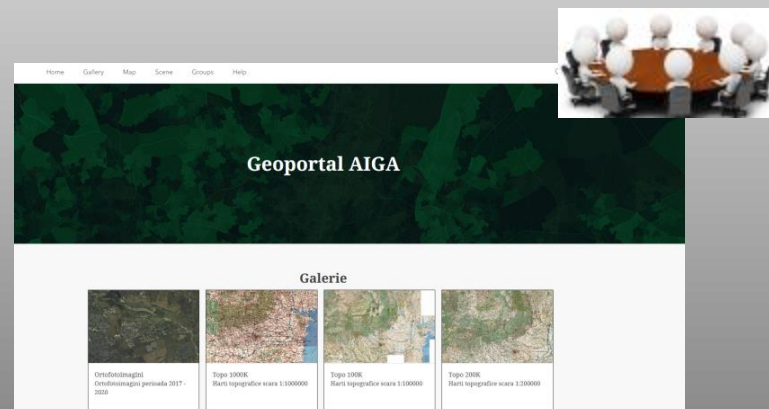 Home Gallery Map Scene Groups Help
Geoportal AIGA
Galerie
Ortofotoimagini
Ortofotoimagini perioada 2017 -
2020
Topo 1000K
Harti topografice scara 1:1000000
Topo 100K
Harti topografice scara 1:100000
Topo 200K
Harti topografice scara 1:200000